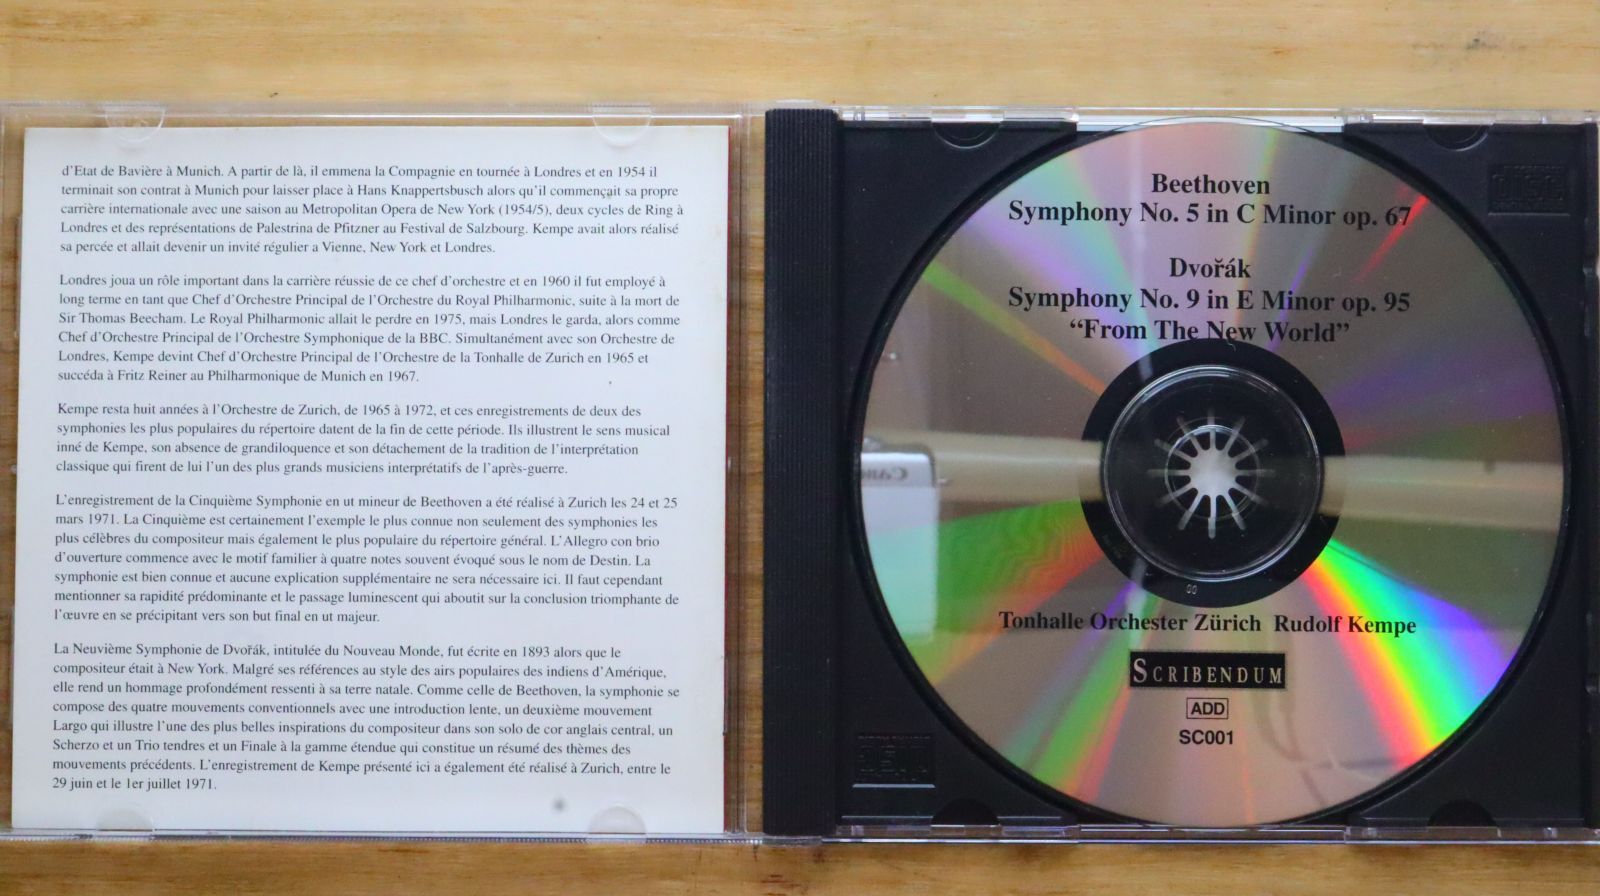 d'Etat de Bavière à Munich. A partir de là, il emmena la Compagnie en tournée à Londres et en 1954 il
terminait son contrat à Munich pour laisser place à Hans Knappertsbusch alors qu'il commençait sa propre
carrière internationale avec une saison au Metropolitan Opera de New York (1954/5), deux cycles de Ring à
Londres et des représentations de Palestrina de Pfitzner au Festival de Salzbourg. Kempe avait alors réalisé
sa percée et allait devenir un invité régulier a Vienne, New York et Londres.
Londres joua un rôle important dans la carrière réussie de ce chef d'orchestre et en 1960 il fut employé à
long terme en tant que Chef d'Orchestre Principal de l'Orchestre du Royal Philharmonic, suite à la mort de
Sir Thomas Beecham. Le Royal Philharmonic allait le perdre en 1975, mais Londres le garda, alors comme
Chef d'Orchestre Principal de l'Orchestre Symphonique de la BBC. Simultanément avec son Orchestre de
Londres, Kempe devint Chef d'Orchestre Principal de l'Orchestre de la Tonhalle de Zurich en 1965 et
succéda à Fritz Reiner au Philharmonique de Munich en 1967.
Kempe resta huit années à l'Orchestre de Zurich, de 1965 à 1972, et ces enregistrements de deux des
symphonies les plus populaires du répertoire datent de la fin de cette période. Ils illustrent le sens musical
inné de Kempe, son absence de grandiloquence et son détachement de la tradition de l'interprétation
classique qui firent de lui l'un des plus grands musiciens interprétatifs de l'après-guerre.
L'enregistrement de la Cinquième Symphonie en ut mineur de Beethoven a été réalisé à Zurich les 24 et 25
mars 1971. La Cinquième est certainement l'exemple le plus connue non seulement des symphonies les
plus célèbres du compositeur mais également le plus populaire du répertoire général. L'Allegro con brio
d'ouverture commence avec le motif familier à quatre notes souvent évoqué sous le nom de Destin. La
symphonie est bien connue et aucune explication supplémentaire ne sera nécessaire ici. Il faut cependant
mentionner sa rapidité prédominante et le passage luminescent qui aboutit sur la conclusion triomphante de
l'œuvre en se précipitant vers son but final en ut majeur.
La Neuvième Symphonie de Dvořák, intitulée du Nouveau Monde, fut écrite en 1893 alors que le
compositeur était à New York. Malgré ses références au style des airs populaires des indiens d'Amérique,
elle rend un hommage profondément ressenti à sa terre natale. Comme celle de Beethoven, la symphonie se
compose des quatre mouvements conventionnels avec une introduction lente, un deuxième mouvement
Largo qui illustre l'une des plus belles inspirations du compositeur dans son solo de cor anglais central, un
Scherzo et un Trio tendres et un Finale à la gamme étendue qui constitue un résumé des thèmes des
mouvements précédents. L'enregistrement de Kempe présenté ici a également été réalisé à Zurich, entre le
29 juin et le 1er juillet 1971.
Beethoven
Symphony No. 5 in C Minor op. 67
Dvořák
Symphony No. 9 in E Minor op. 95
“From The New World”
Tonhalle Orchester Zürich Rudolf Kempe
SCRIBENDUM
ADD
SC001